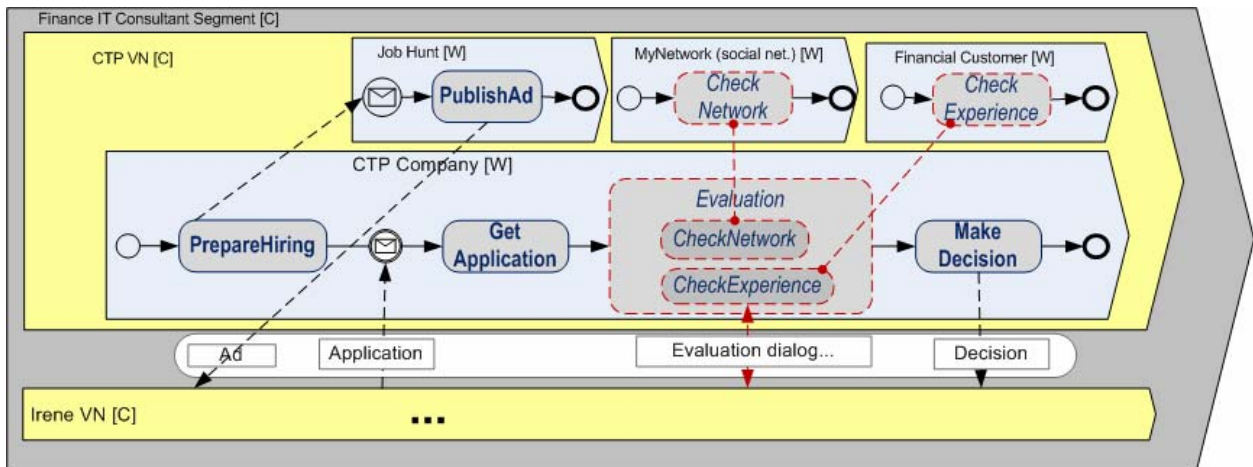 Finance IT Consultant Segment [C]
CTP VN [C]
Job Hunt [W]
PublishAd
MyNetwork (social net.) [W]
Check
Network
Financial Customer [W]
Check
Experience
CTP Company [W]
PrepareHiring
Get
Application
Evaluation
CheckNetwork
CheckExperience
Make
Decision
Ad
Application
Evaluation dialog...
Decision
Irene VN [C]
...